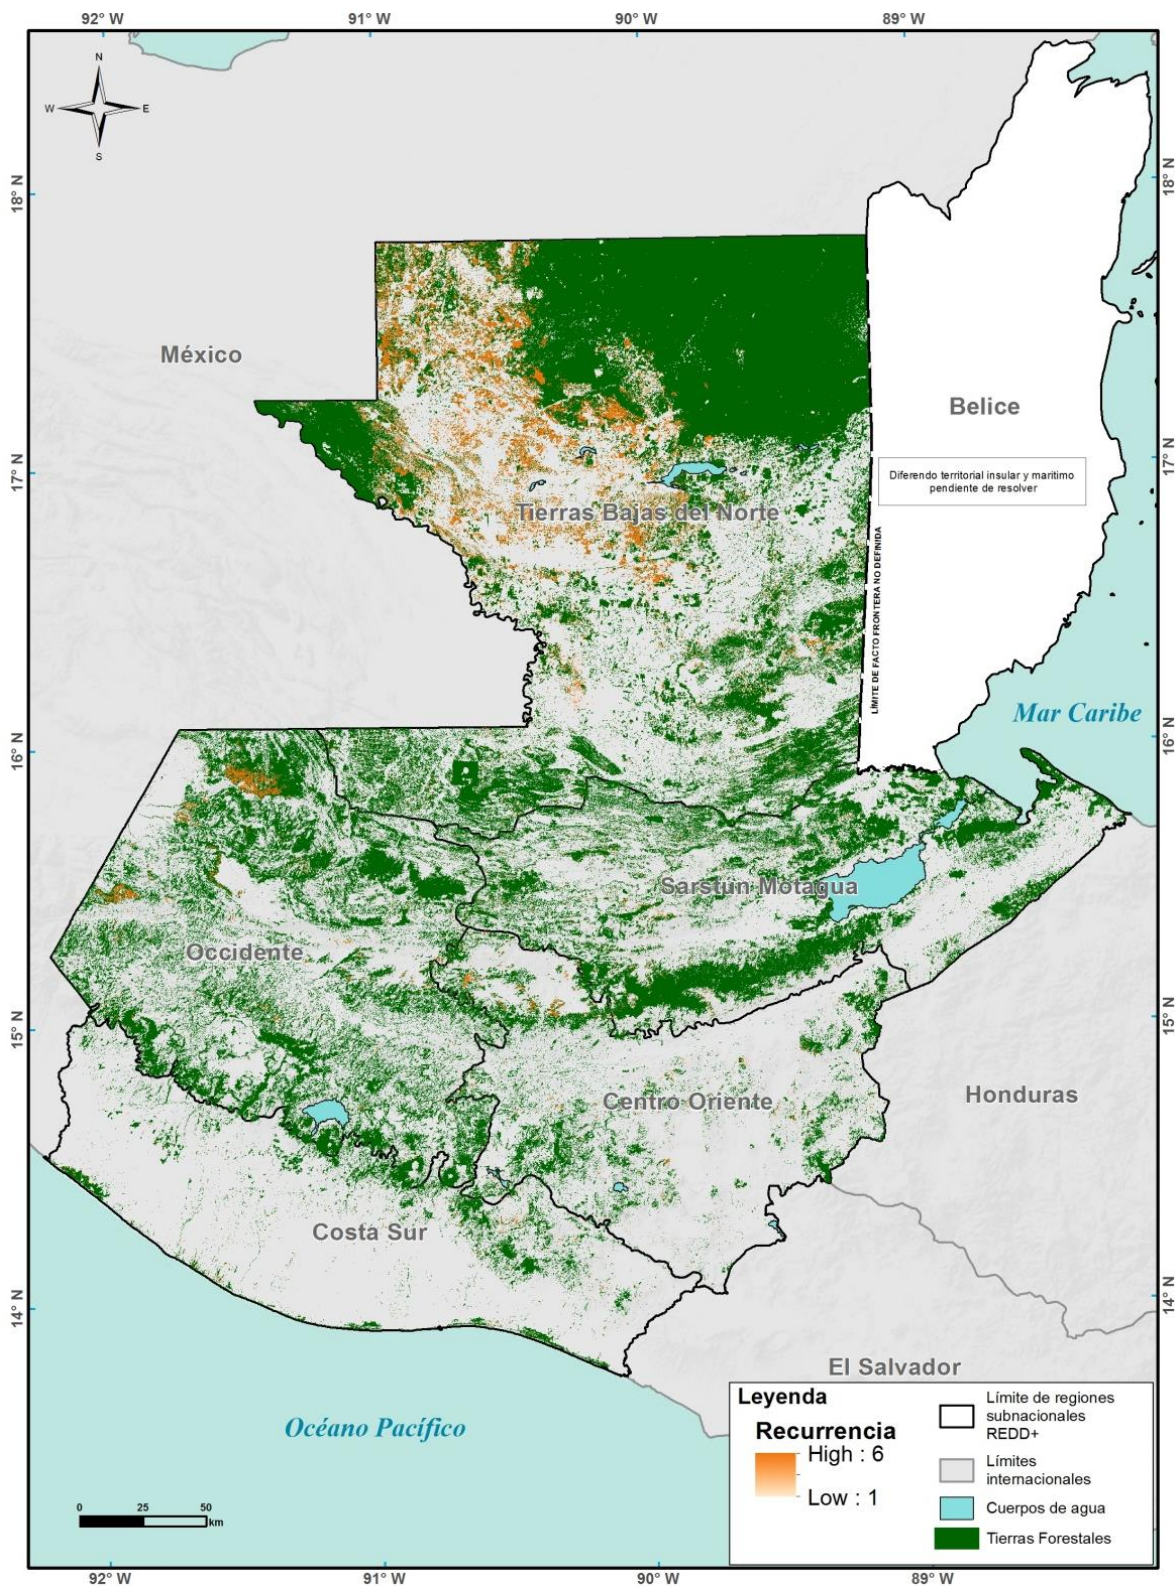 92° W
91° W
90° W
89° W
N
W
E
S
18° N
18° N
México
Belice
17° N
17° N
Diferendo territorial insular y marítimo
pendiente de resolver
Tierras Bajas del Norte
LÍMITE DE FACTO FRONTERA NO DEFINIDA
Mar Caribe
16° N
16° N
Sarstún Motagua
Occidente
15° N
15° N
Centro Oriente
Honduras
Costa Sur
14° N
14° N
El Salvador
Océano Pacífico
Leyenda
Recurrencia
High : 6
Low : 1
Límite de regiones
subnacionales
REDD+
Límites
internacionales
Cuerpos de agua
Tierras Forestales
0
25
50
km
92° W
91° W
90° W
89° W